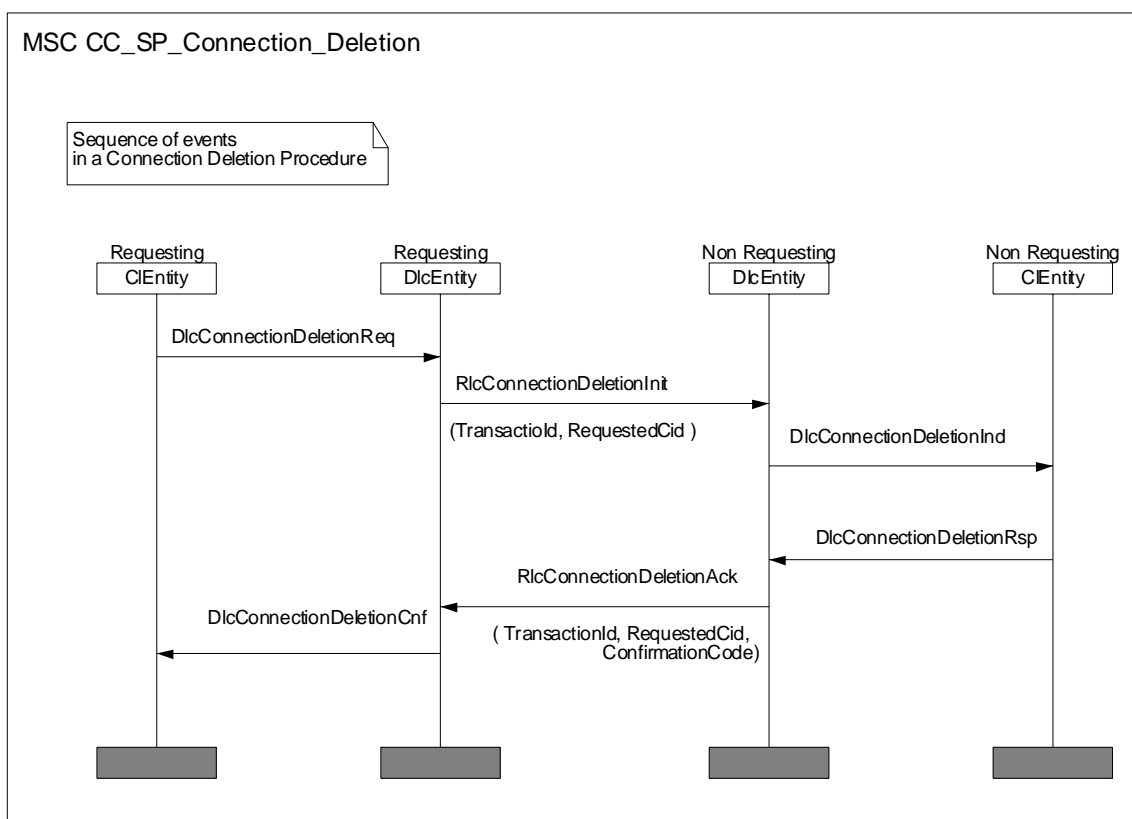 MSC CC_SP_Connection_Deletion
Sequence of events
in a Connection Deletion Procedure
Requesting
ClEntity
Requesting
DlcEntity
Non Requesting
DlcEntity
Non Requesting
ClEntity
DlcConnectionDeletionReq
RlcConnectionDeletionInit
(TransactioId, RequestedCid )
DlcConnectionDeletionInd
DlcConnectionDeletionRsp
RlcConnectionDeletionAck
DlcConnectionDeletionCnf
( TransactionId, RequestedCid,
ConfirmationCode)